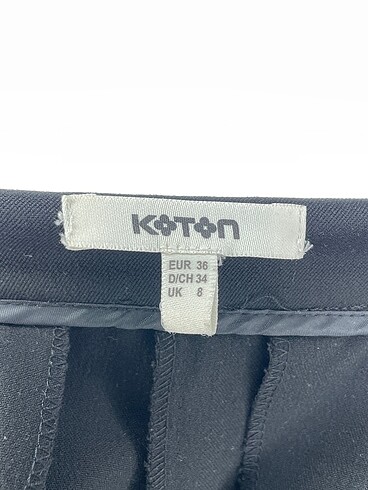 KOTON
EUR 36
D/CH 34
UK 8